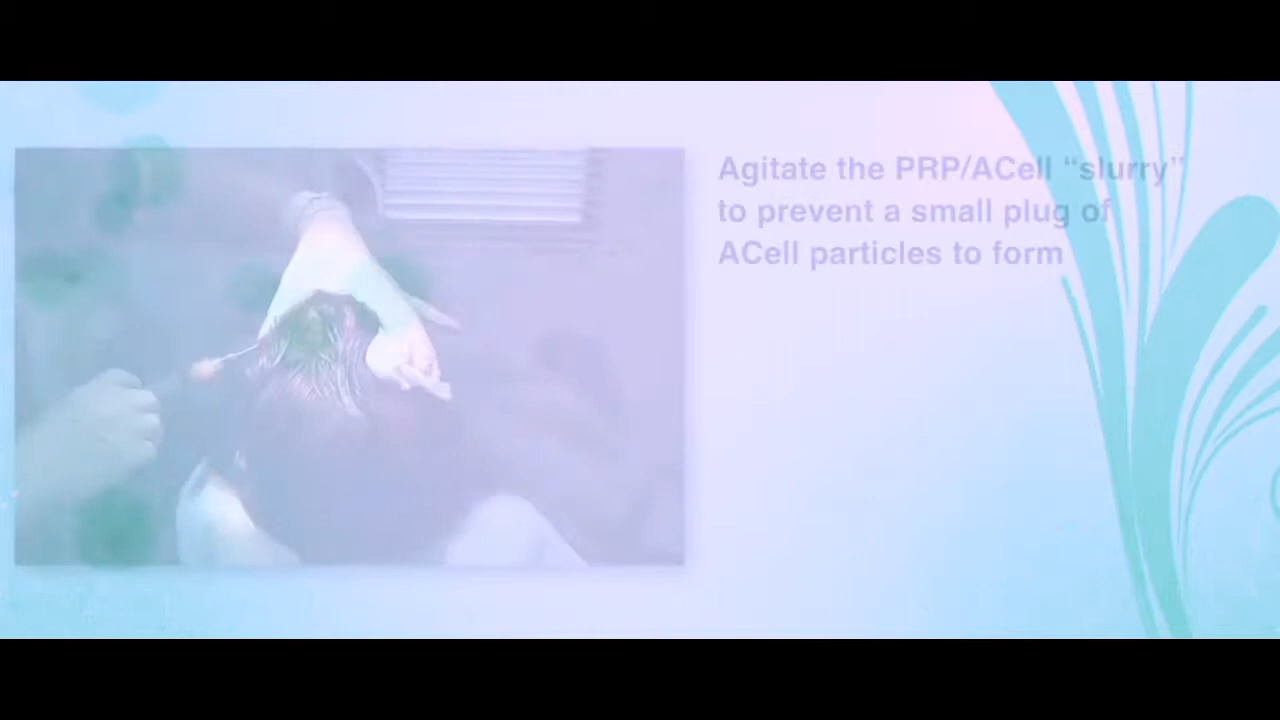 Agitate the PRP/ACell “slurry”
to prevent a small plug of
ACell particles to form